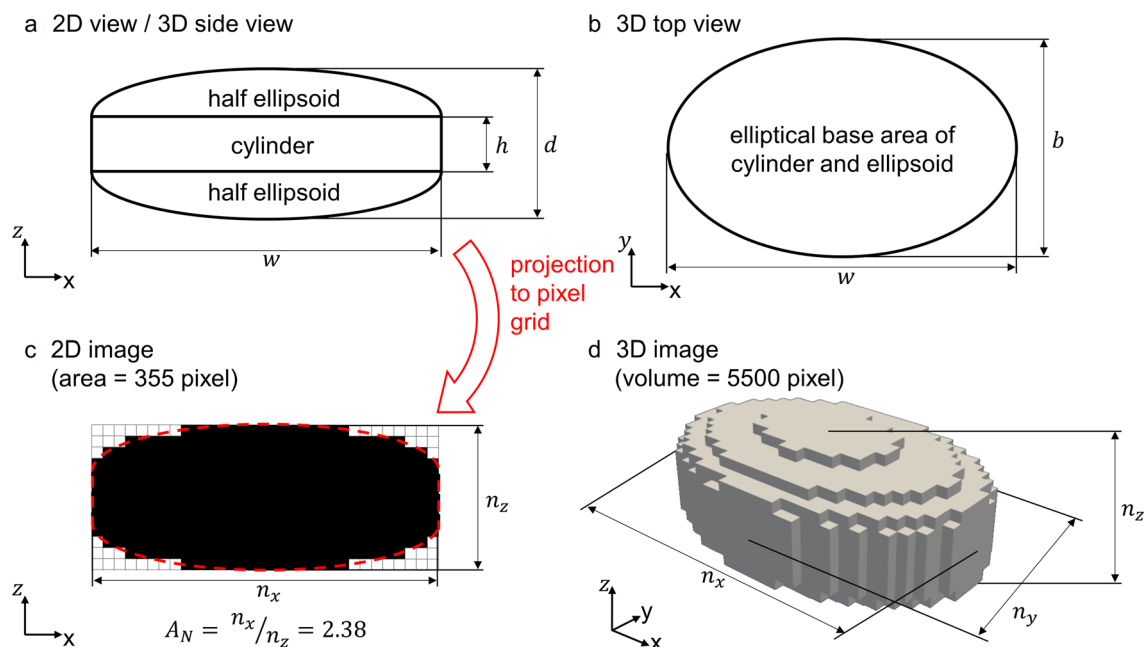 a 2D view / 3D side view
half ellipsoid
cylinder
half ellipsoid
h
d
w
z
x
b 3D top view
elliptical base area of
cylinder and ellipsoid
b
w
y
x
projection
to pixel
grid
c 2D image
(area = 355 pixel)
n_z
n_x
z
x
A_N = n_x/n_z = 2.38
d 3D image
(volume = 5500 pixel)
n_z
n_x
n_y
z
y
x